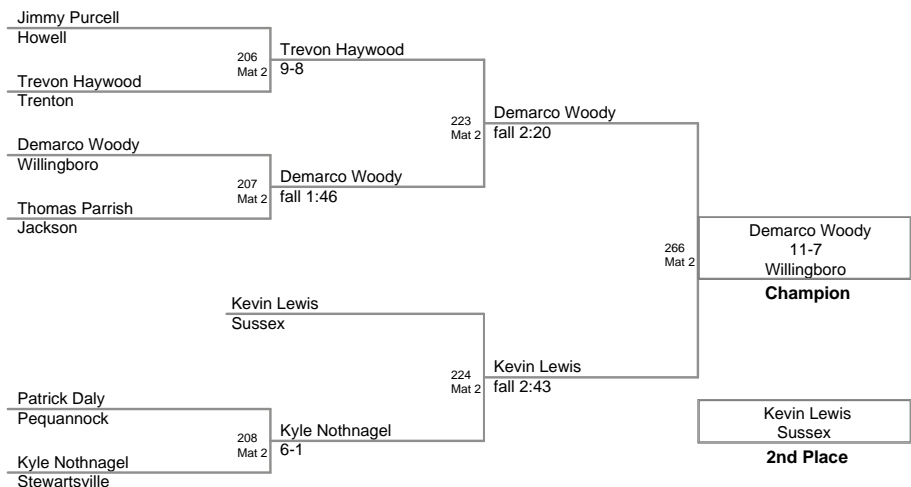 Jimmy Purcell
Howell
206
Mat 2
Trevon Haywood
9-8
Trevon Haywood
Trenton
223
Mat 2
Demarco Woody
fall 2:20
Demarco Woody
Willingboro
207
Mat 2
Demarco Woody
fall 1:46
Thomas Parrish
Jackson
266
Mat 2
Demarco Woody
11-7
Willingboro
Champion
Kevin Lewis
Sussex
224
Mat 2
Kevin Lewis
fall 2:43
Patrick Daly
Pequannock
208
Mat 2
Kyle Nothnagel
6-1
Kyle Nothnagel
Stewartsville
Kevin Lewis
Sussex
2nd Place